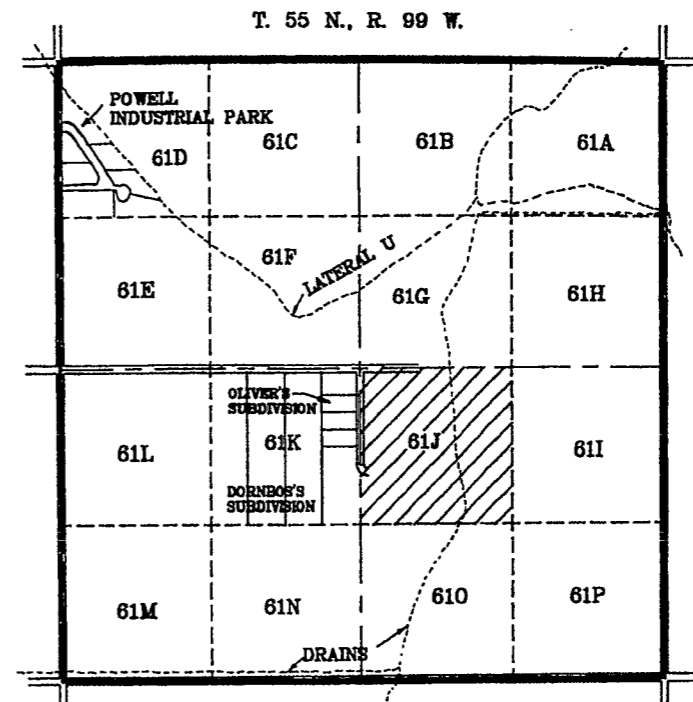 T. 55 N., R. 99 W.
POWELL
INDUSTRIAL PARK
61D
61C
61B
61A
61E
61F
LATERAL U
61G
61H
61L
OLIVER'S
SUBDIVISION
61K
DORNBOS'S
SUBDIVISION
61J
61I
61M
61N
61O
61P
DRAINS